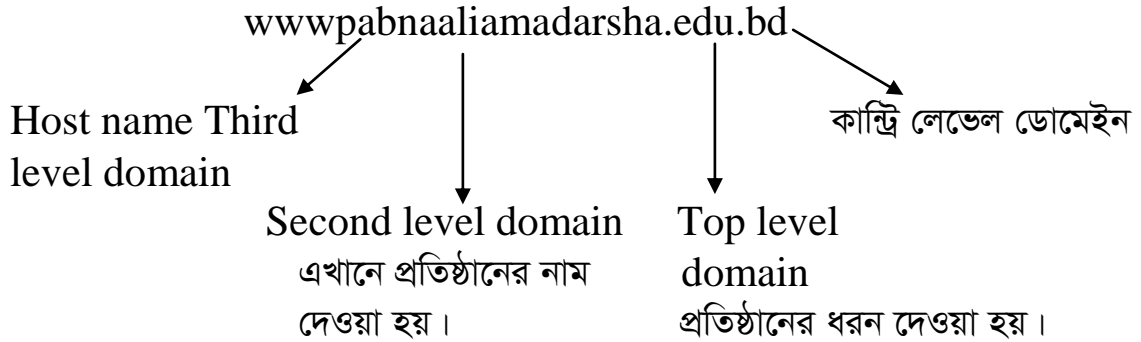 wwwpabnaaliamadarsha.edu.bd
Host name Third
level domain
কান্ট্রি লেভেল ডোমেইন
Second level domain
এখানে প্রতিষ্ঠানের নাম
দেওয়া হয়।
Top level
domain
প্রতিষ্ঠানের ধরন দেওয়া হয়।